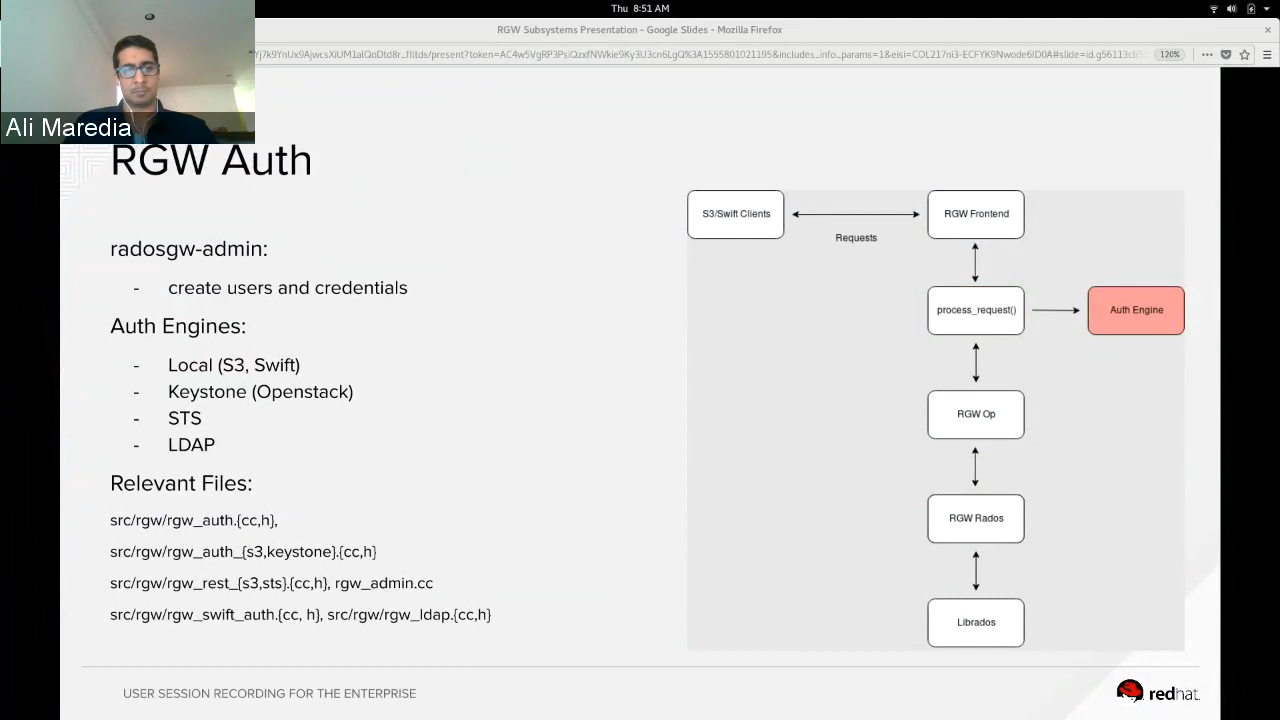 Thu 8:51 AM
RGW Subsystems Presentation - Google Slides - Mozilla Firefox
120%
Ali Maredia
RGW Auth
radosgw-admin:
- create users and credentials
Auth Engines:
- Local (S3, Swift)
- Keystone (Openstack)
- STS
- LDAP
Relevant Files:
src/rgw/rgw_auth.{cc,h},
src/rgw/rgw_auth_{s3,keystone}.{cc,h}
src/rgw/rgw_rest_{s3,sts}.{cc,h}, rgw_admin.cc
src/rgw/rgw_swift_auth.{cc, h}, src/rgw/rgw_ldap.{cc,h}
S3/Swift Clients
Requests
RGW Frontend
process_request()
Auth Engine
RGW Op
RGW Rados
Librados
USER SESSION RECORDING FOR THE ENTERPRISE
redhat.